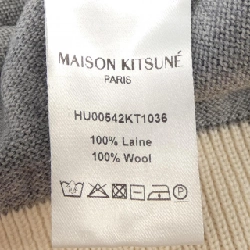 MAISON KITSUNÉ
PARIS
HU00542KT1036
100% Laine
100% Wool